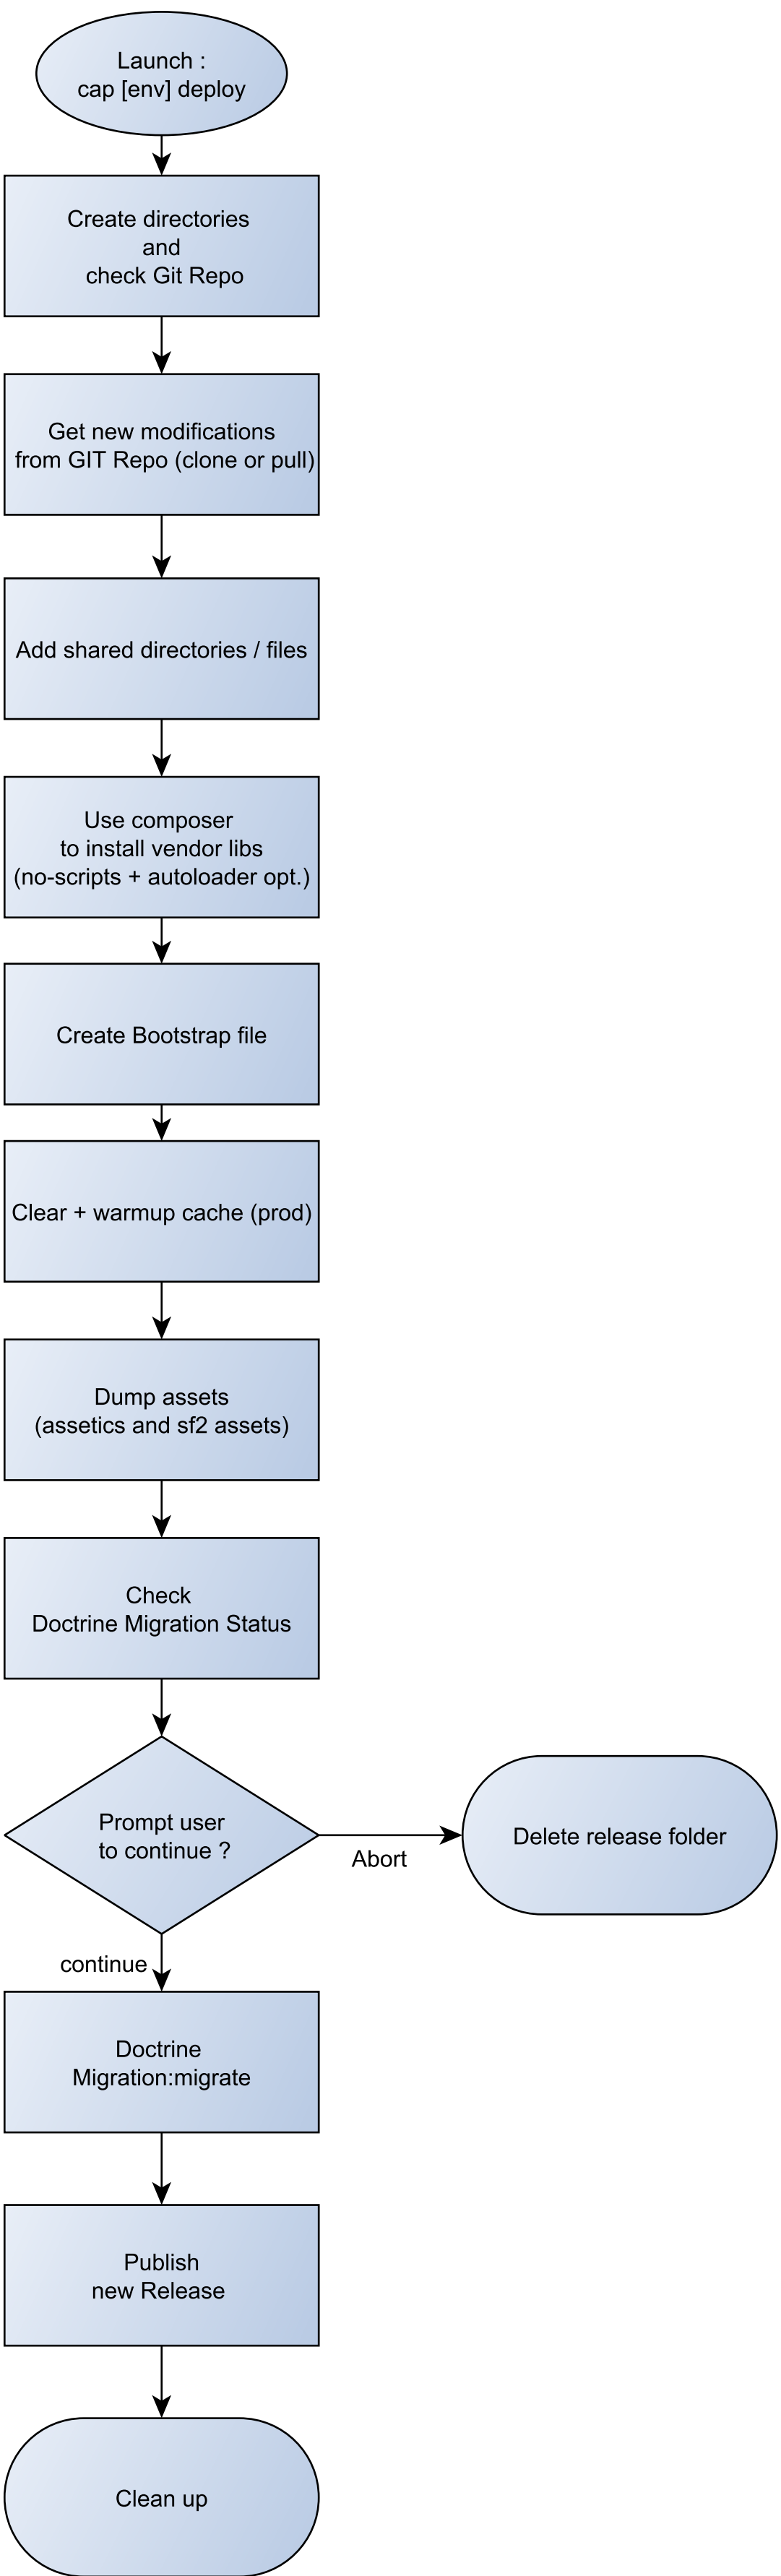 Launch :
cap [env] deploy
Create directories
and
check Git Repo
Get new modifications
from GIT Repo (clone or pull)
Add shared directories / files
Use composer
to install vendor libs
(no-scripts + autoloader opt.)
Create Bootstrap file
Clear + warmup cache (prod)
Dump assets
(assetics and sf2 assets)
Check
Doctrine Migration Status
Prompt user
to continue ?
Abort
Delete release folder
continue
Doctrine
Migration:migrate
Publish
new Release
Clean up